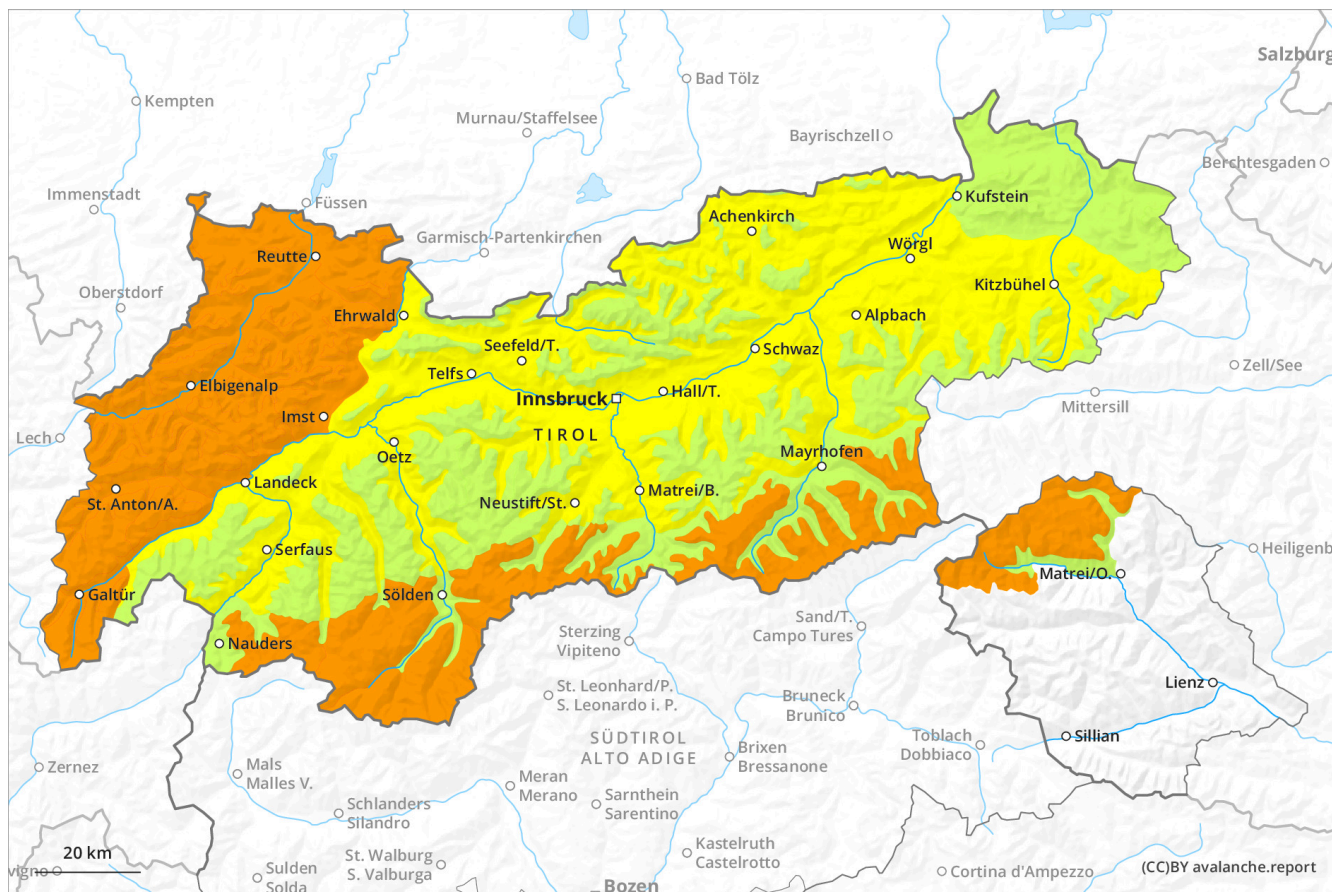 Salzburg
Kempten
Bad Tölz
Murnau/Staffelsee
Bayrischzell
Berchtesgaden
Immenstadt
Füssen
Kufstein
Achenkirch
Garmisch-Partenkirchen
Wörgl
Reutte
Oberstdorf
Kitzbühel
Ehrwald
Alpbach
Seefeld/T.
Schwaz
Telfs
Zell/See
Elbigenalp
Innsbruck
Hall/T.
Mittersill
Imst
TIROL
Lech
Oetz
Mayrhofen
Landeck
Matrei/B.
St. Anton/A.
Neustift/St.
Serfaus
Heiligenb
Matrei/O.
Galtür
Sölden
Sand/T.
Campo Tures
Sterzing
Vipiteno
Nauders
Lienz
St. Leonhard/P.
S. Leonardo i. P.
Bruneck
Brunico
Sillian
SÜDTIROL
ALTO ADIGE
Toblach
Dobbiaco
Brixen
Bressanone
Zernez
Mals
Malles V.
Meran
Merano
Sarnthein
Sarentino
Schlanders
Silandro
Kastelruth
Castelrotto
20 km
St. Walburg
S. Valburga
vigno
Sulden
Solda
Cortina d'Ampezzo
(CC)BY avalanche.report
Bozen